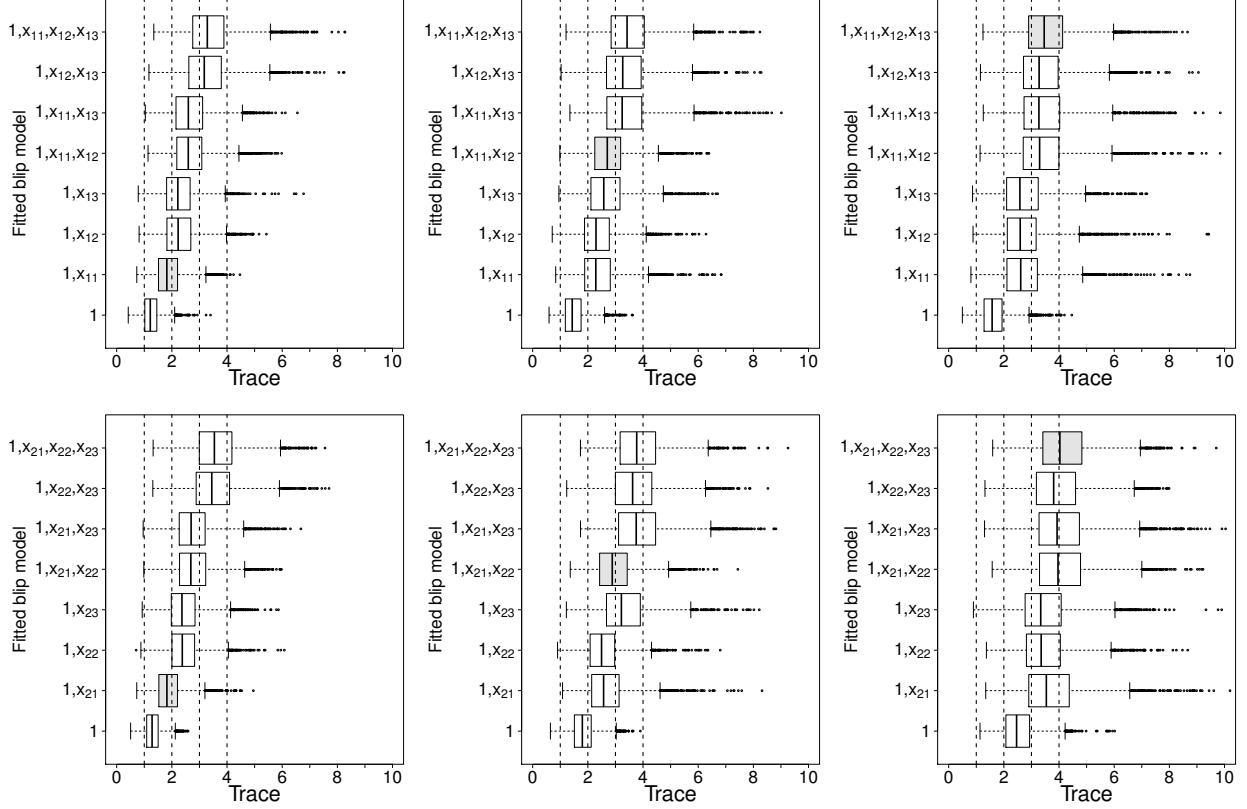 Fitted blip model
1,x11,x12,x13
1,x12,x13
1,x11,x13
1,x11,x12
1,x13
1,x12
1,x11
1
0 2 4 6 8 10
Trace
Fitted blip model
1,x11,x12,x13
1,x12,x13
1,x11,x13
1,x11,x12
1,x13
1,x12
1,x11
1
0 2 4 6 8 10
Trace
Fitted blip model
1,x11,x12,x13
1,x12,x13
1,x11,x13
1,x11,x12
1,x13
1,x12
1,x11
1
0 2 4 6 8 10
Trace
Fitted blip model
1,x21,x22,x23
1,x22,x23
1,x21,x23
1,x21,x22
1,x23
1,x22
1,x21
1
0 2 4 6 8 10
Trace
Fitted blip model
1,x21,x22,x23
1,x22,x23
1,x21,x23
1,x21,x22
1,x23
1,x22
1,x21
1
0 2 4 6 8 10
Trace
Fitted blip model
1,x21,x22,x23
1,x22,x23
1,x21,x23
1,x21,x22
1,x23
1,x22
1,x21
1
0 2 4 6 8 10
Trace